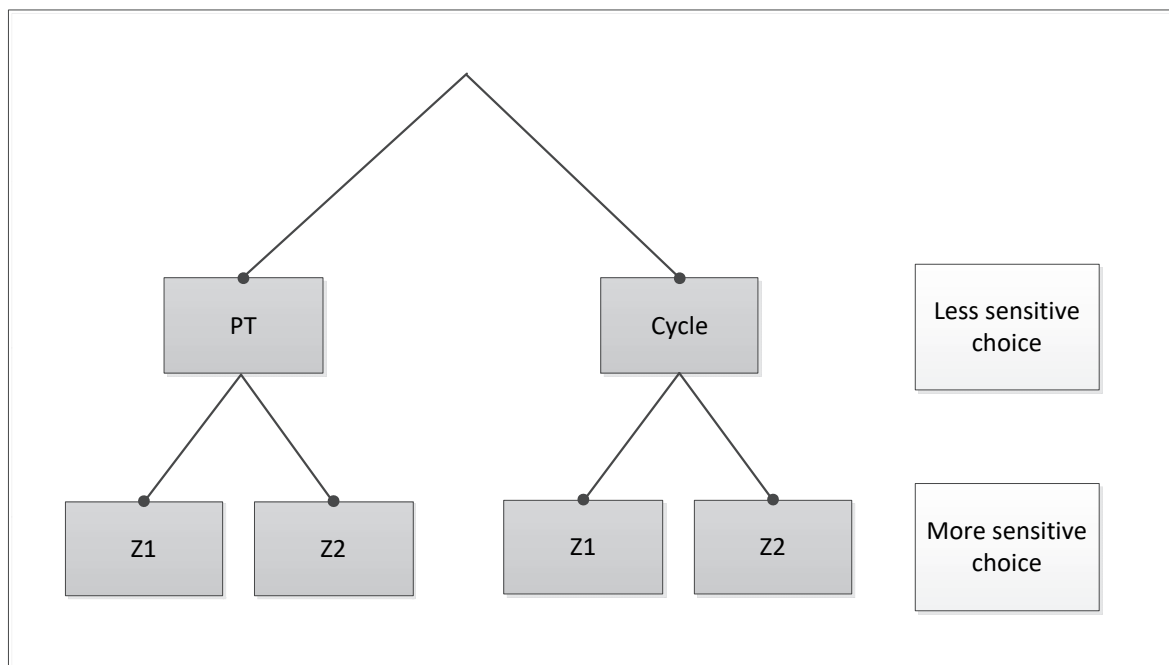 PT
Cycle
Less sensitive
choice
Z1
Z2
Z1
Z2
More sensitive
choice